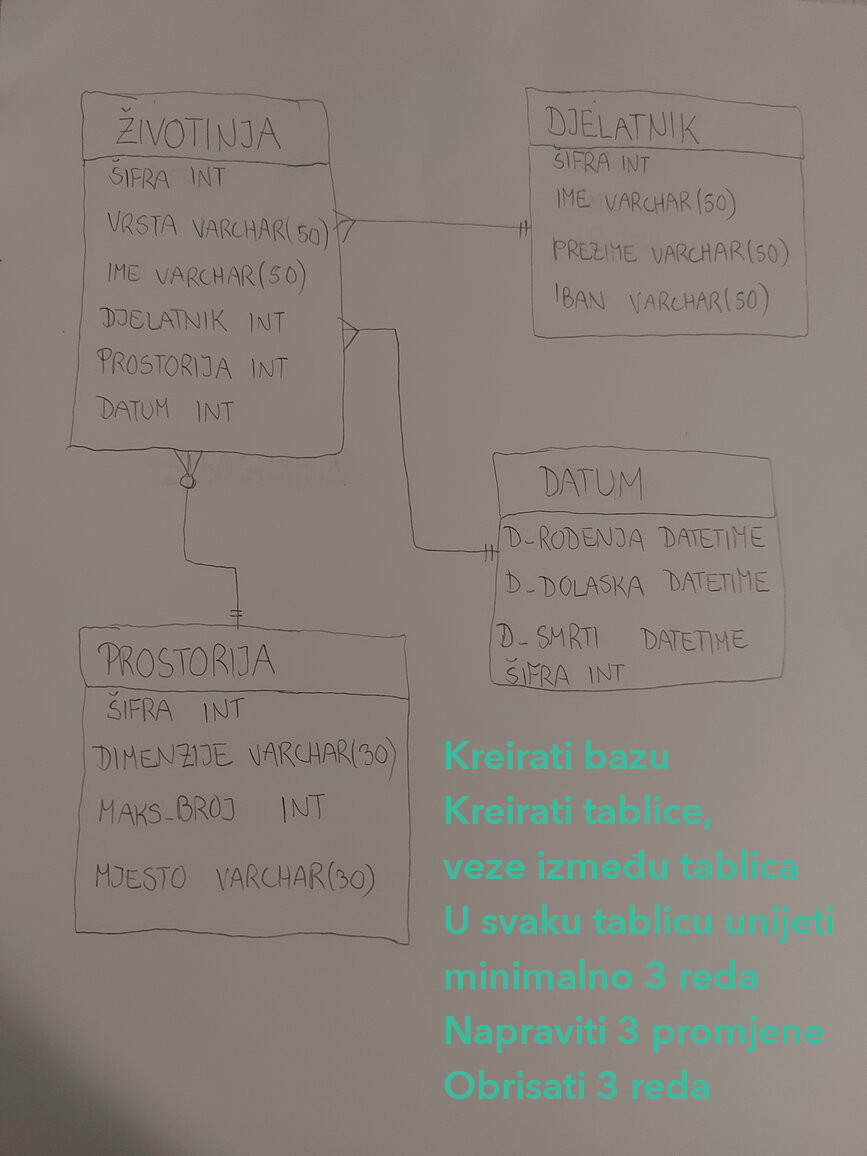 ŽIVOTINJA
ŠIFRA INT
VRSTA VARCHAR(50)
IME VARCHAR(50)
DJELATNIK INT
PROSTORIJA INT
DATUM INT
DJELATNIK
ŠIFRA INT
IME VARCHAR(50)
PREZIME VARCHAR(50)
IBAN VARCHAR(50)
DATUM
D_ROĐENJA DATETIME
D_DOLASKA DATETIME
D_SMRTI DATETIME
ŠIFRA INT
PROSTORIJA
ŠIFRA INT
DIMENZIJE VARCHAR(30)
MAKS_BROJ INT
MJESTO VARCHAR(30)
Kreirati bazu
Kreirati tablice,
veze između tablica
U svaku tablicu unijeti
minimalno 3 reda
Napraviti 3 promjene
Obrisati 3 reda